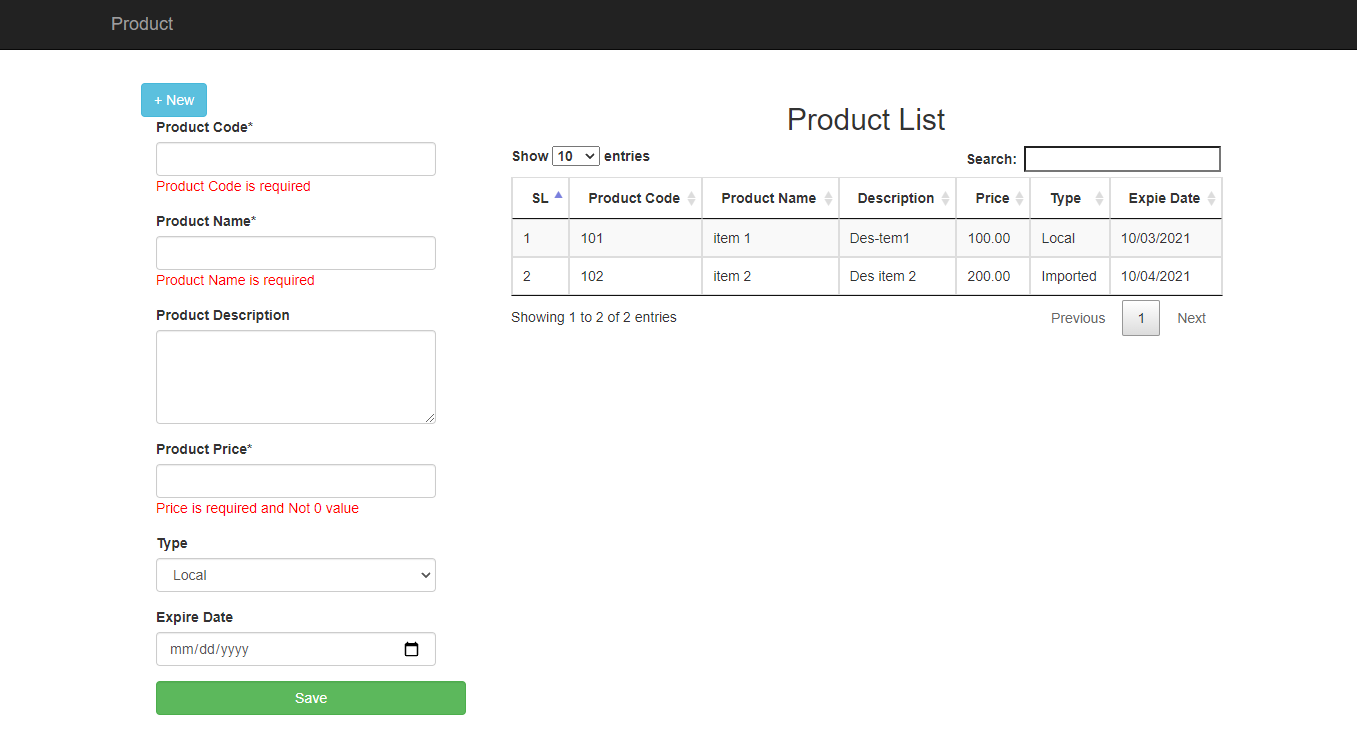 Product
+ New
Product Code*
Product Code is required
Product Name*
Product Name is required
Product Description
Product Price*
Price is required and Not 0 value
Type
Local
Expire Date
mm/dd/yyyy
Save
Product List
Show 10 entries
Search:
SL Product Code Product Name Description Price Type Expie Date
1 101 item 1 Des-tem1 100.00 Local 10/03/2021
2 102 item 2 Des item 2 200.00 Imported 10/04/2021
Showing 1 to 2 of 2 entries
Previous 1 Next